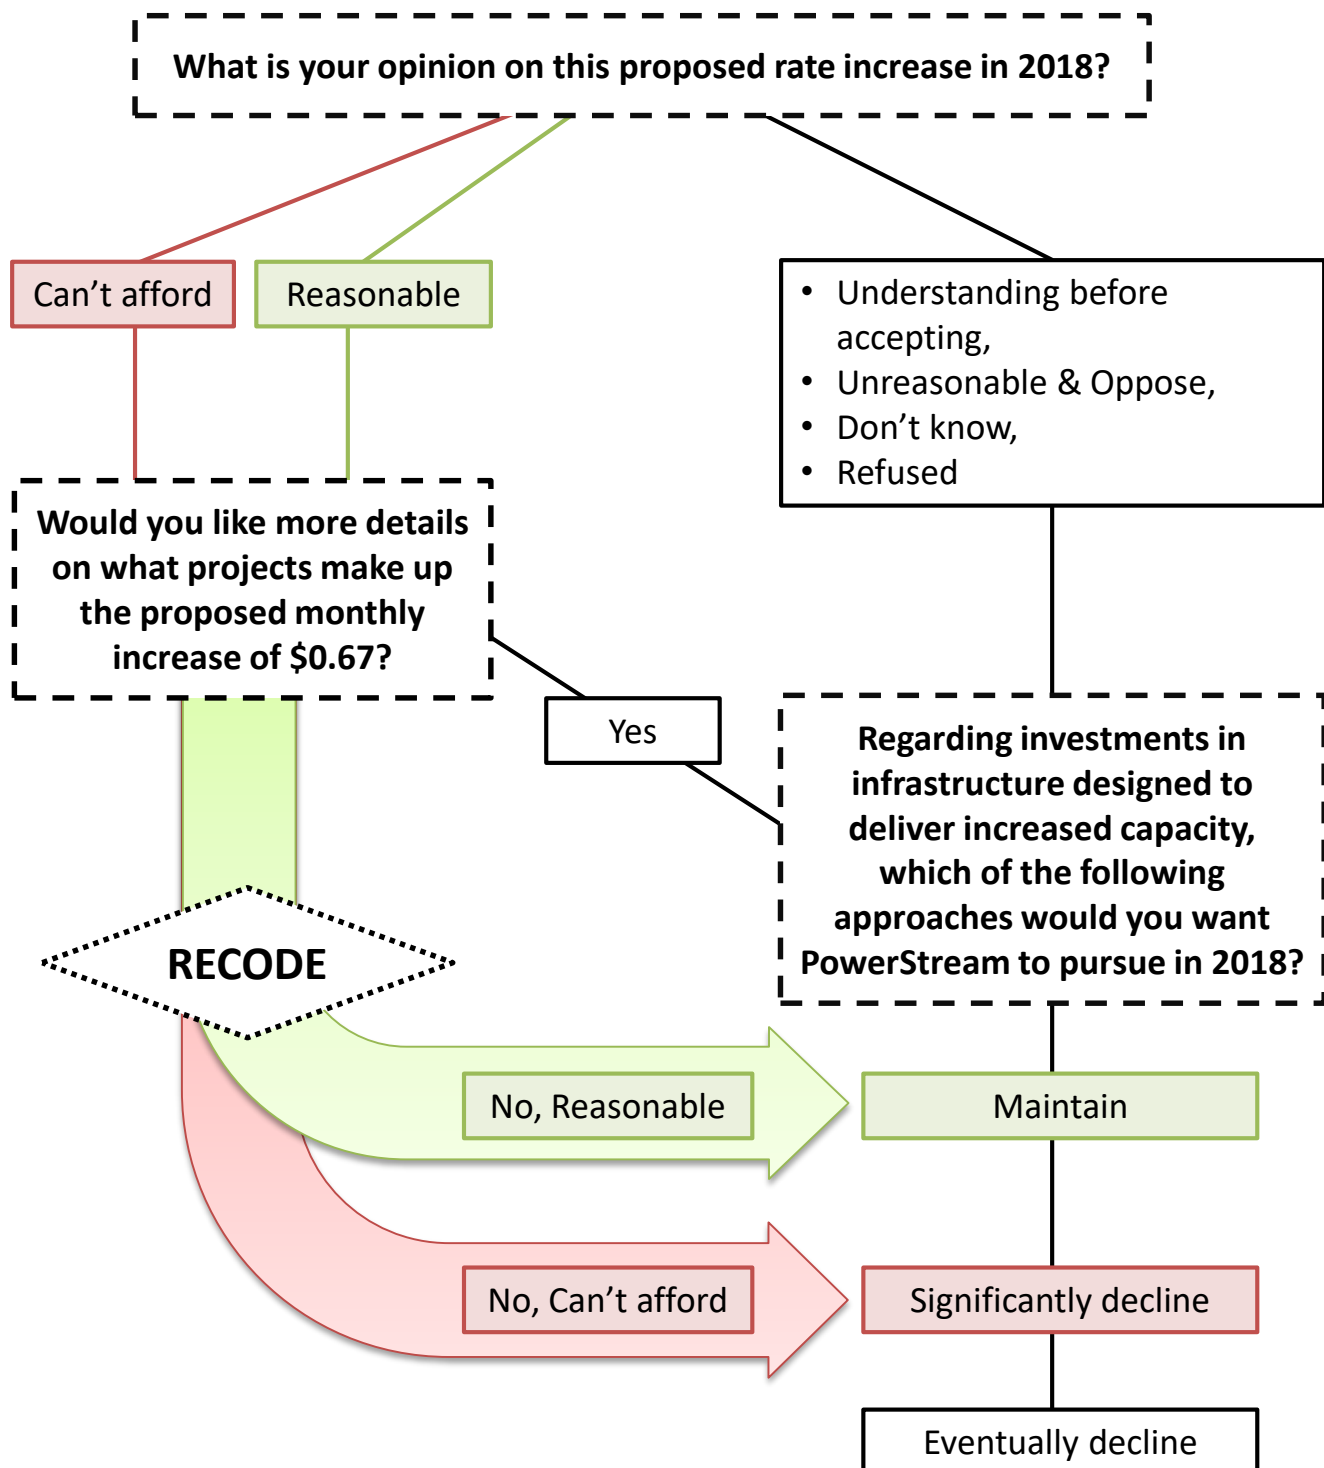 What is your opinion on this proposed rate increase in 2018?
Can’t afford
Reasonable
• Understanding before
accepting,
• Unreasonable & Oppose,
• Don’t know,
• Refused
Would you like more details
on what projects make up
the proposed monthly
increase of $0.67?
Yes
Regarding investments in
infrastructure designed to
deliver increased capacity,
which of the following
approaches would you want
PowerStream to pursue in 2018?
RECODE
No, Reasonable
Maintain
No, Can’t afford
Significantly decline
Eventually decline